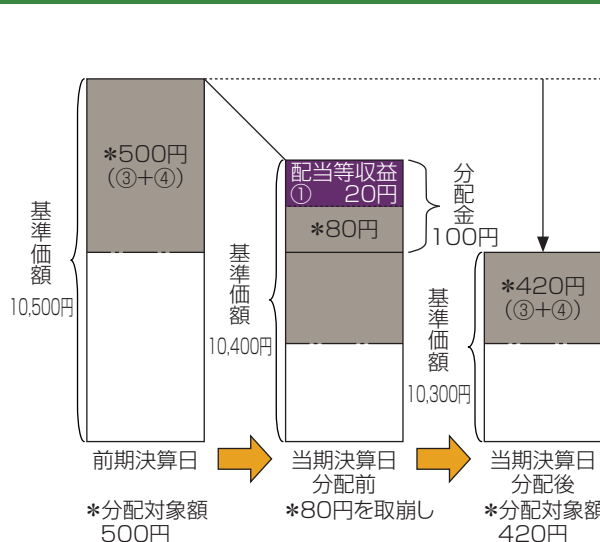 *500円
(③+④)
基準価額
10,500円
前期決算日
*分配対象額
500円
配当等収益
① 20円
*80円
分配金
100円
基準価額
10,400円
当期決算日
分配前
*80円を取崩し
*420円
(③+④)
基準価額
10,300円
当期決算日
分配後
*分配対象額
420円